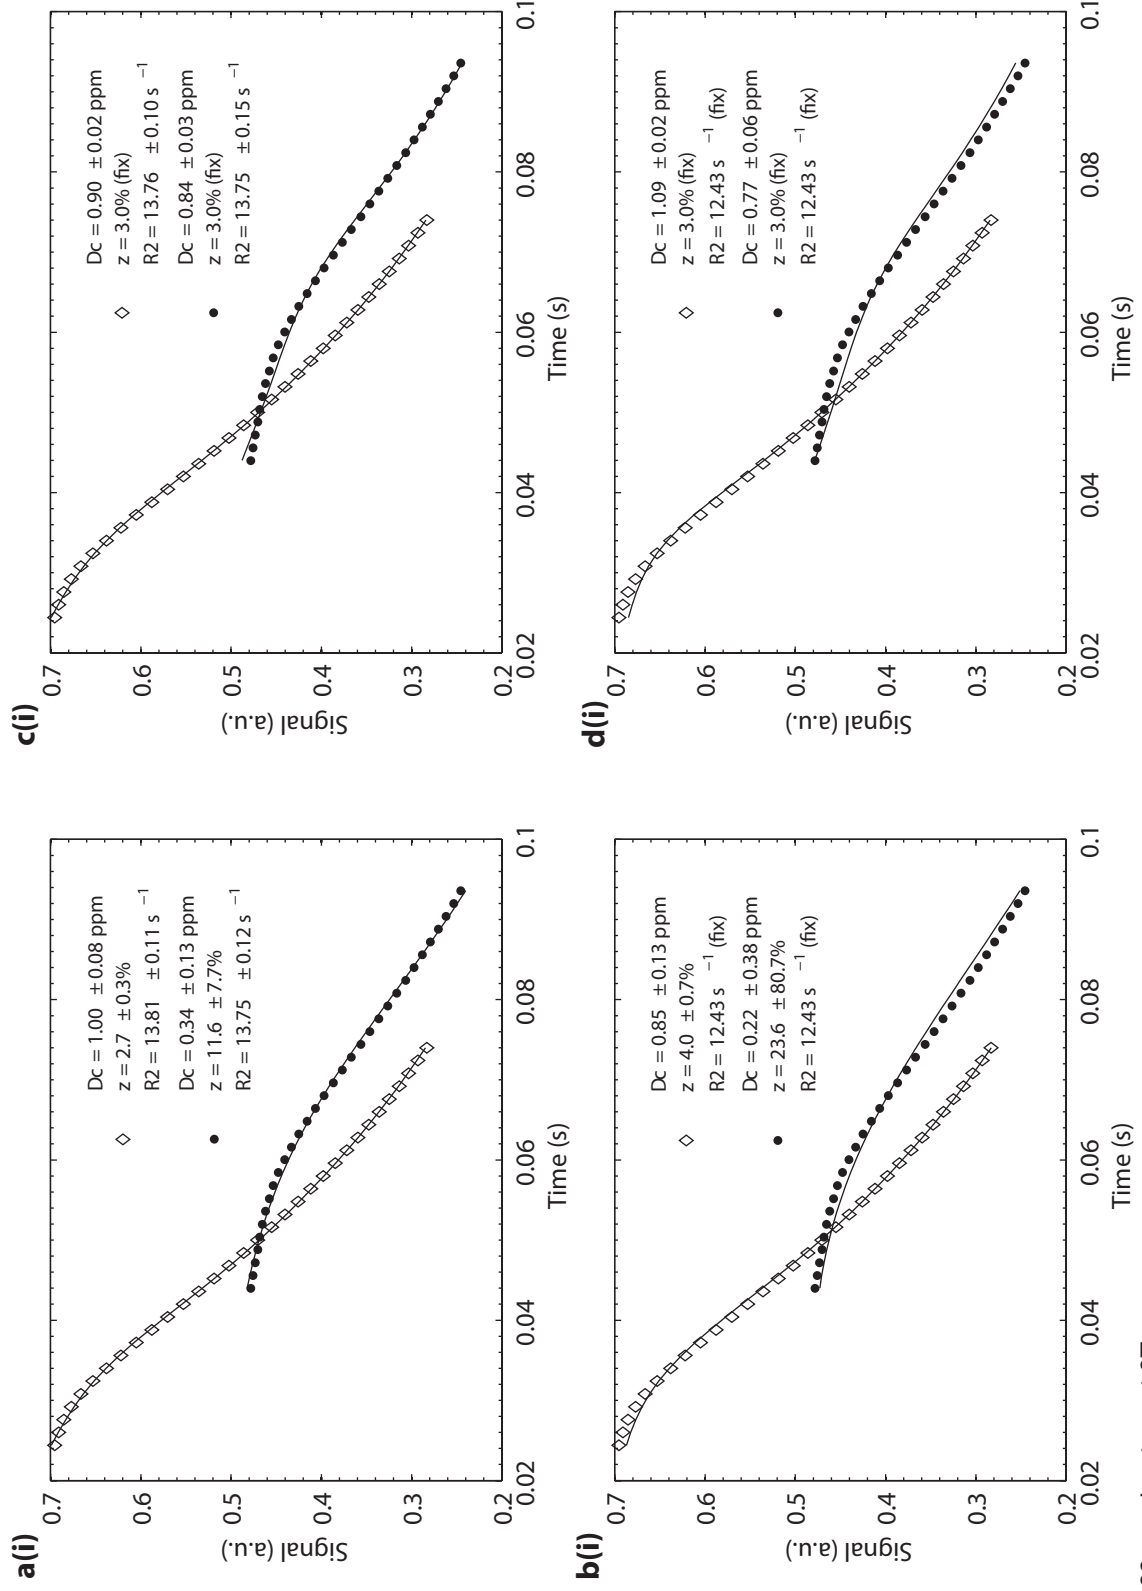 a(i)
Signal (a.u.)
0.7
0.6
0.5
0.4
0.3
0.2
0.02
0.04
0.06
0.08
0.1
Time (s)
Dc = 1.00 ± 0.08 ppm
z = 2.7 ± 0.3%
R2 = 13.81 ± 0.11 s −1
Dc = 0.34 ± 0.13 ppm
z = 11.6 ± 7.7%
R2 = 13.75 ± 0.12 s −1
c(i)
Signal (a.u.)
0.7
0.6
0.5
0.4
0.3
0.2
0.02
0.04
0.06
0.08
0.1
Time (s)
Dc = 0.90 ± 0.02 ppm
z = 3.0% (fix)
R2 = 13.76 ± 0.10 s −1
Dc = 0.84 ± 0.03 ppm
z = 3.0% (fix)
R2 = 13.75 ± 0.15 s −1
b(i)
Signal (a.u.)
0.7
0.6
0.5
0.4
0.3
0.2
0.02
0.04
0.06
0.08
0.1
Time (s)
Dc = 0.85 ± 0.13 ppm
z = 4.0 ± 0.7%
R2 = 12.43 s −1 (fix)
Dc = 0.22 ± 0.38 ppm
z = 23.6 ± 80.7%
R2 = 12.43 s −1 (fix)
d(i)
Signal (a.u.)
0.7
0.6
0.5
0.4
0.3
0.2
0.02
0.04
0.06
0.08
0.1
Time (s)
Dc = 1.09 ± 0.02 ppm
z = 3.0% (fix)
R2 = 12.43 s −1 (fix)
Dc = 0.77 ± 0.06 ppm
z = 3.0% (fix)
R2 = 12.43 s −1 (fix)